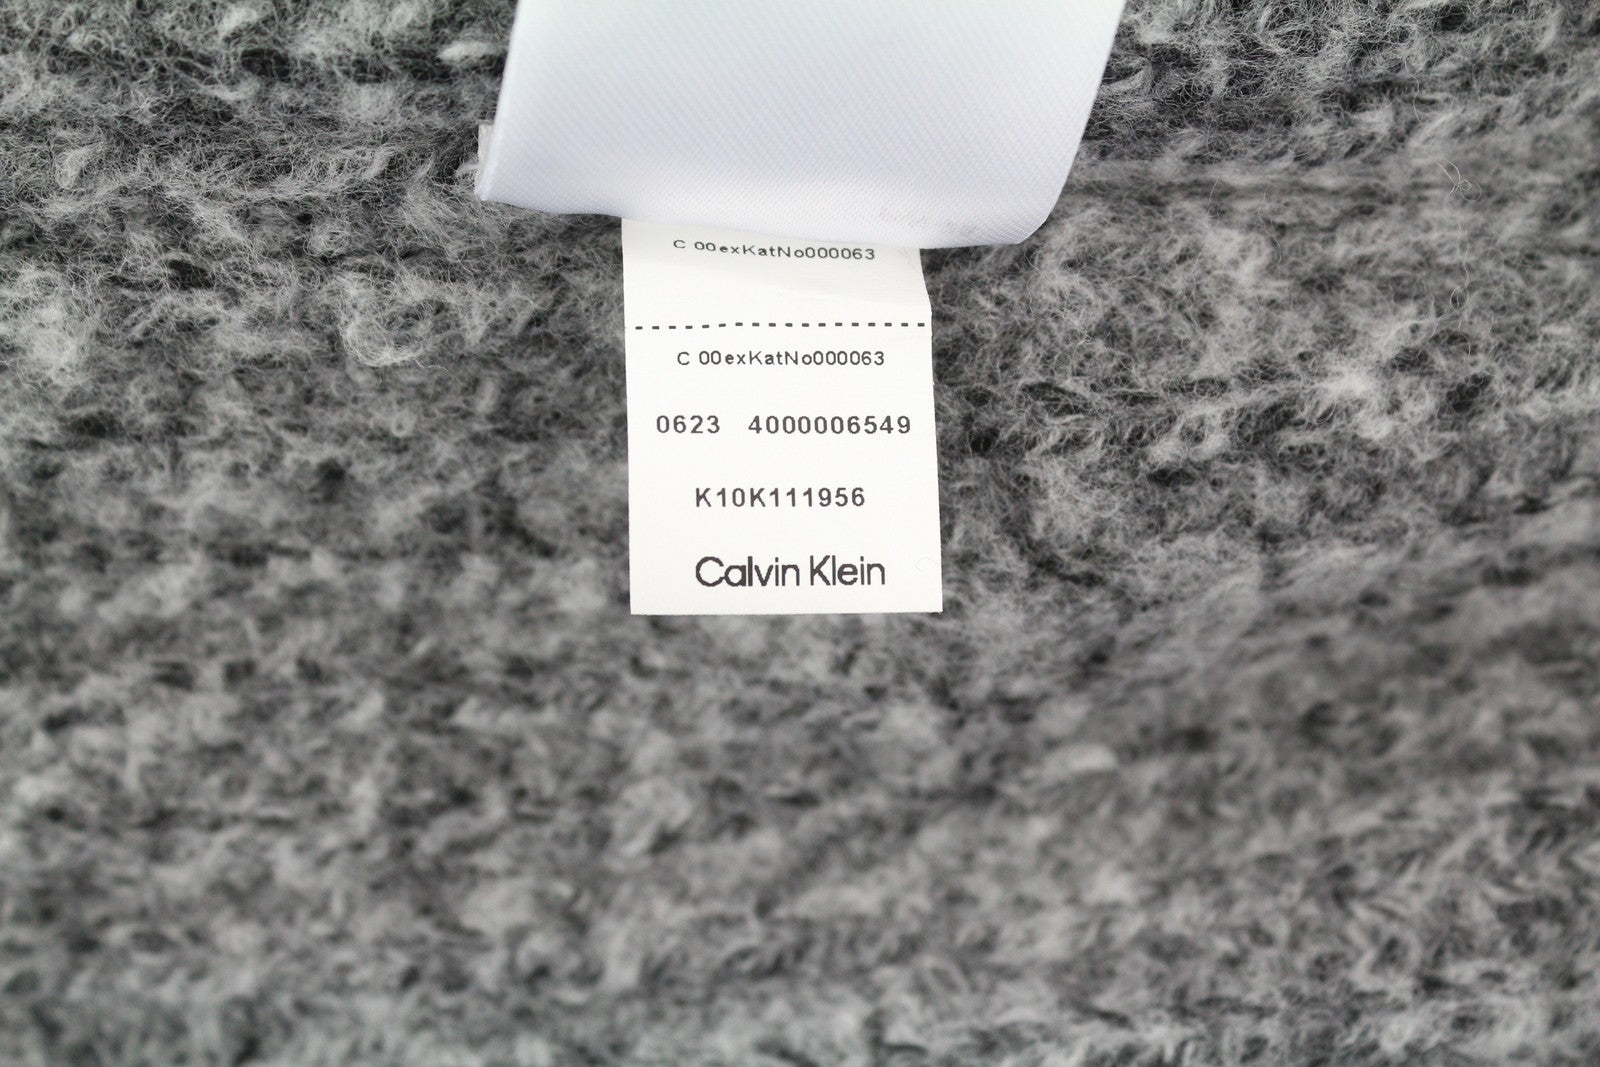 C 00exKatNo000063
C 00exKatNo000063
0623 4000006549
K10K111956
Calvin Klein